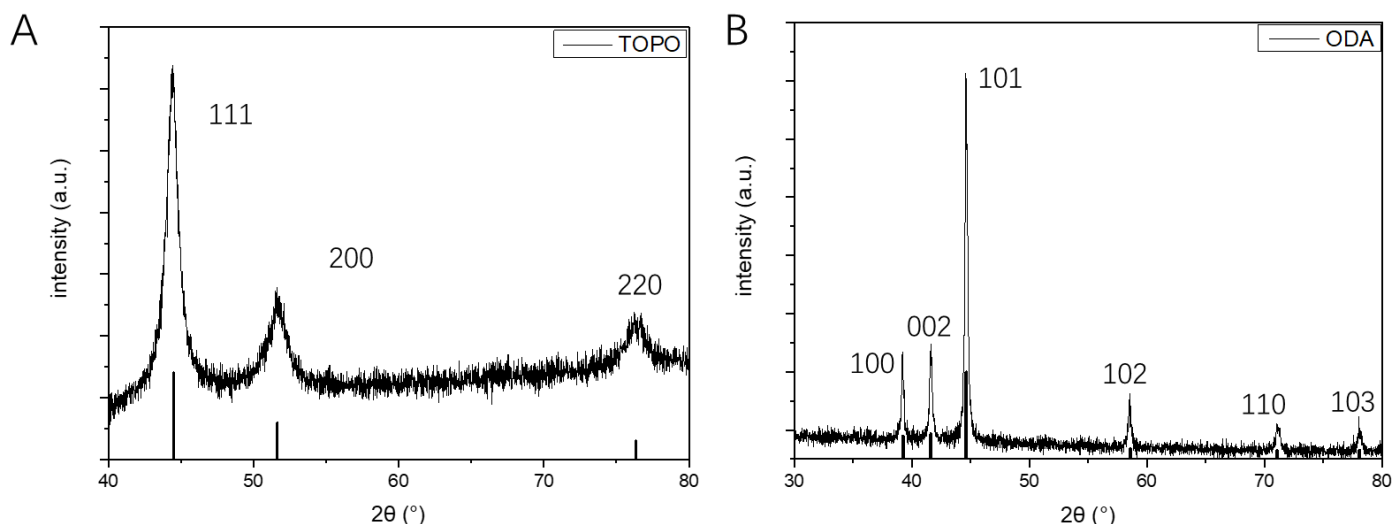 A
TOPO
111
200
220
intensity (a.u.)
40 50 60 70 80
2θ (°)
B
ODA
101
002
100
102
110
103
intensity (a.u.)
30 40 50 60 70 80
2θ (°)